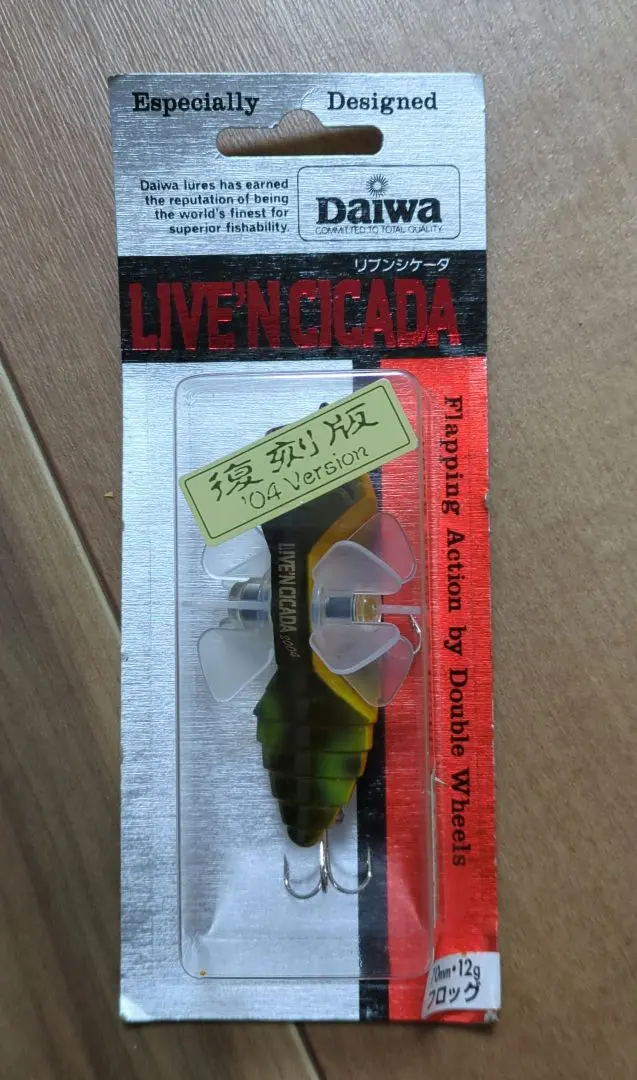 Especially Designed
Daiwa lures has earned
the reputation of being
the world's finest for
superior fishability.
Daiwa
COMMITTED TO TOTAL QUALITY
リブンシケータ
LIVE'N CICADA
復刻版
'04 Version
LIVE'N CICADA 2004
Flapping Action by Double Wheels
70mm・12g
フロッグ